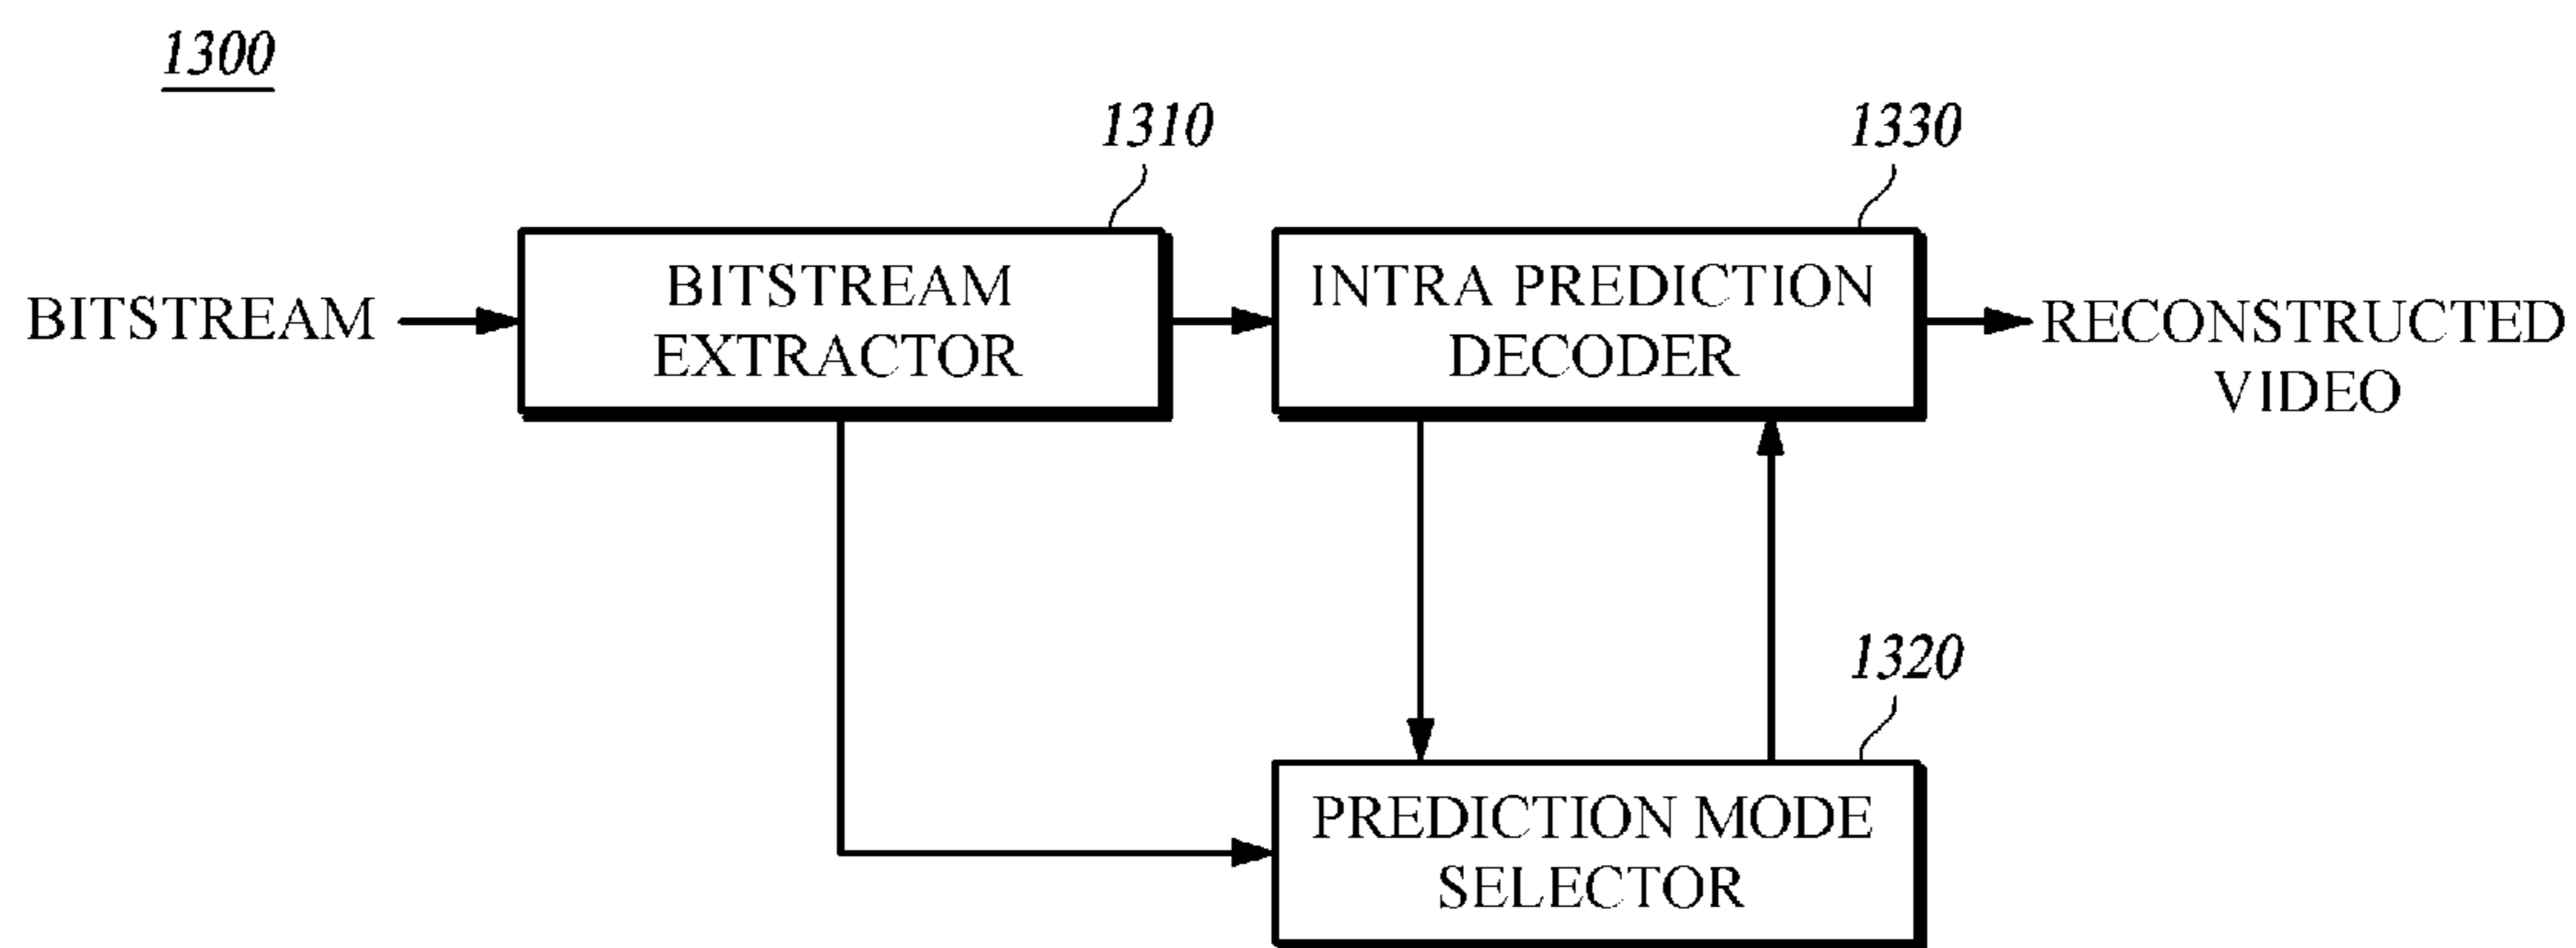 1300
1310
1330
BITSTREAM
BITSTREAM
EXTRACTOR
INTRA PREDICTION
DECODER
RECONSTRUCTED
VIDEO
1320
PREDICTION MODE
SELECTOR